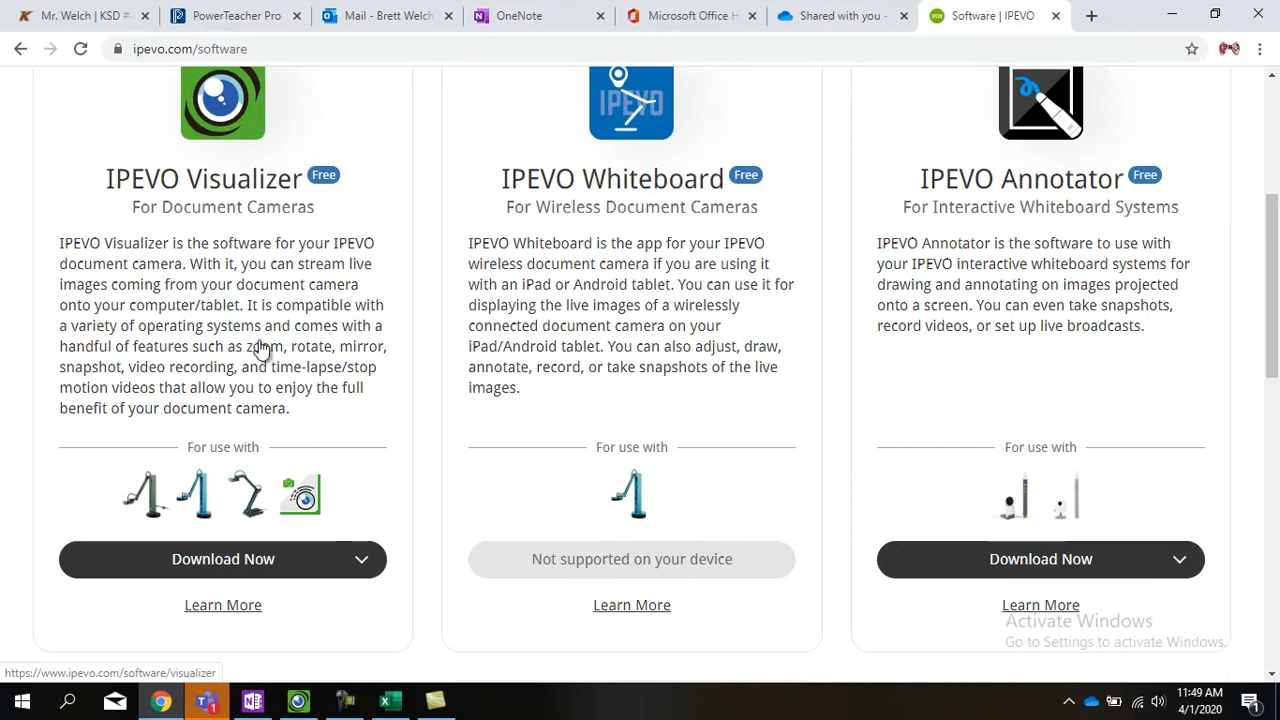 Mr. Welch | KSD #
PowerTeacher Pro
Mail - Brett Welch
OneNote
Microsoft Office H
Shared with you -
Software | IPEVO
ipevo.com/software
IPEVO
IPEVO Visualizer Free
For Document Cameras
IPEVO Visualizer is the software for your IPEVO
document camera. With it, you can stream live
images coming from your document camera
onto your computer/tablet. It is compatible with
a variety of operating systems and comes with a
handful of features such as zoom, rotate, mirror,
snapshot, video recording, and time-lapse/stop
motion videos that allow you to enjoy the full
benefit of your document camera.
For use with
Download Now
Learn More
IPEVO Whiteboard Free
For Wireless Document Cameras
IPEVO Whiteboard is the app for your IPEVO
wireless document camera if you are using it
with an iPad or Android tablet. You can use it for
displaying the live images of a wirelessly
connected document camera on your
iPad/Android tablet. You can also adjust, draw,
annotate, record, or take snapshots of the live
images.
For use with
Not supported on your device
Learn More
IPEVO Annotator Free
For Interactive Whiteboard Systems
IPEVO Annotator is the software to use with
your IPEVO interactive whiteboard systems for
drawing and annotating on images projected
onto a screen. You can even take snapshots,
record videos, or set up live broadcasts.
For use with
Download Now
Learn More
Activate Windows
Go to Settings to activate Windows.
https://www.ipevo.com/software/visualizer
11:49 AM
4/1/2020